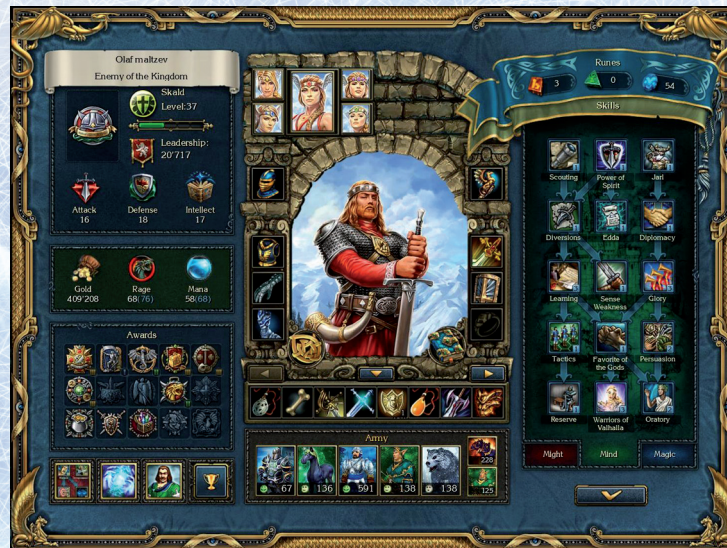 Olaf maltzev
Enemy of the Kingdom
Skald
Level:37
Leadership:
20'717
Attack
16
Defense
18
Intellect
17
Gold
409'208
Rage
68(76)
Mana
58(68)
Awards
Army
67
136
591
138
138
228
125
Runes
3
0
54
Skills
Scouting
Power of
Spirit
Jarl
Diversions
Edda
Diplomacy
Learning
Sense
Weakness
Glory
Tactics
Favorite of
the Gods
Persuasion
Reserve
Warriors of
Valhalla
Oratory
Might
Mind
Magic